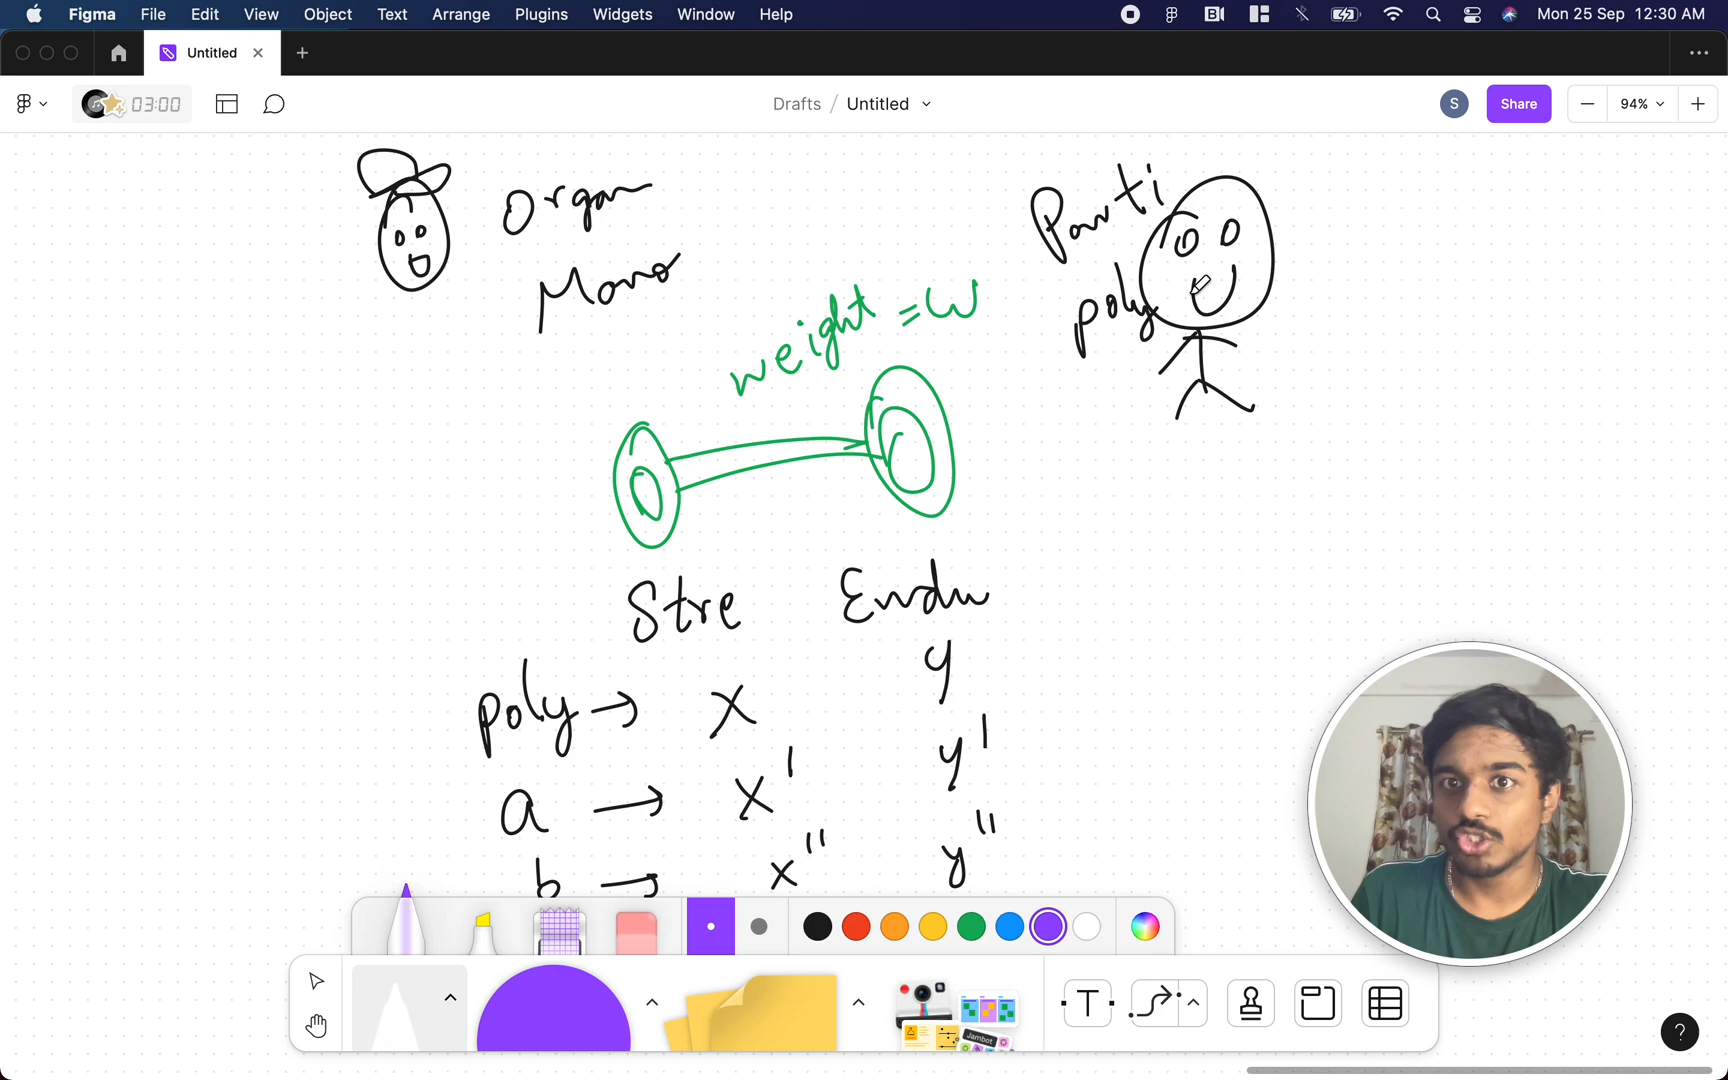 Figma File Edit View Object Text Arrange Plugins Widgets Window Help Mon 25 Sep 12:30 AM
Untitled
03:00 Drafts / Untitled S Share 94%
Organ
Mono
Parti
poly
weight = W
Stre Endu
y
poly → x
y'
a → x'
y"
b → x"
T
Jambot
?